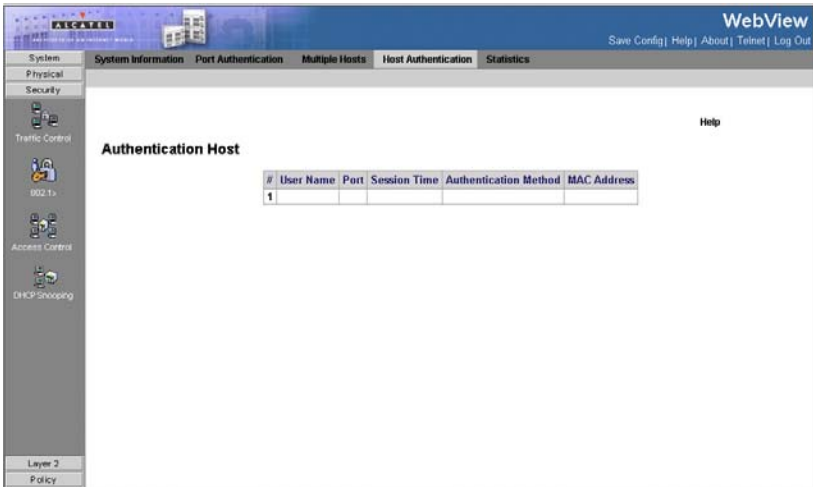 ALCATEL
WebView
Save Config| Help| About| Telnet| Log Out
System
Physical
Security
System Information Port Authentication Multiple Hosts Host Authentication Statistics
Help
Traffic Control
Authentication Host
# User Name Port Session Time Authentication Method MAC Address
1
802.1x
Access Control
DHCP Snooping
Layer 2
Policy